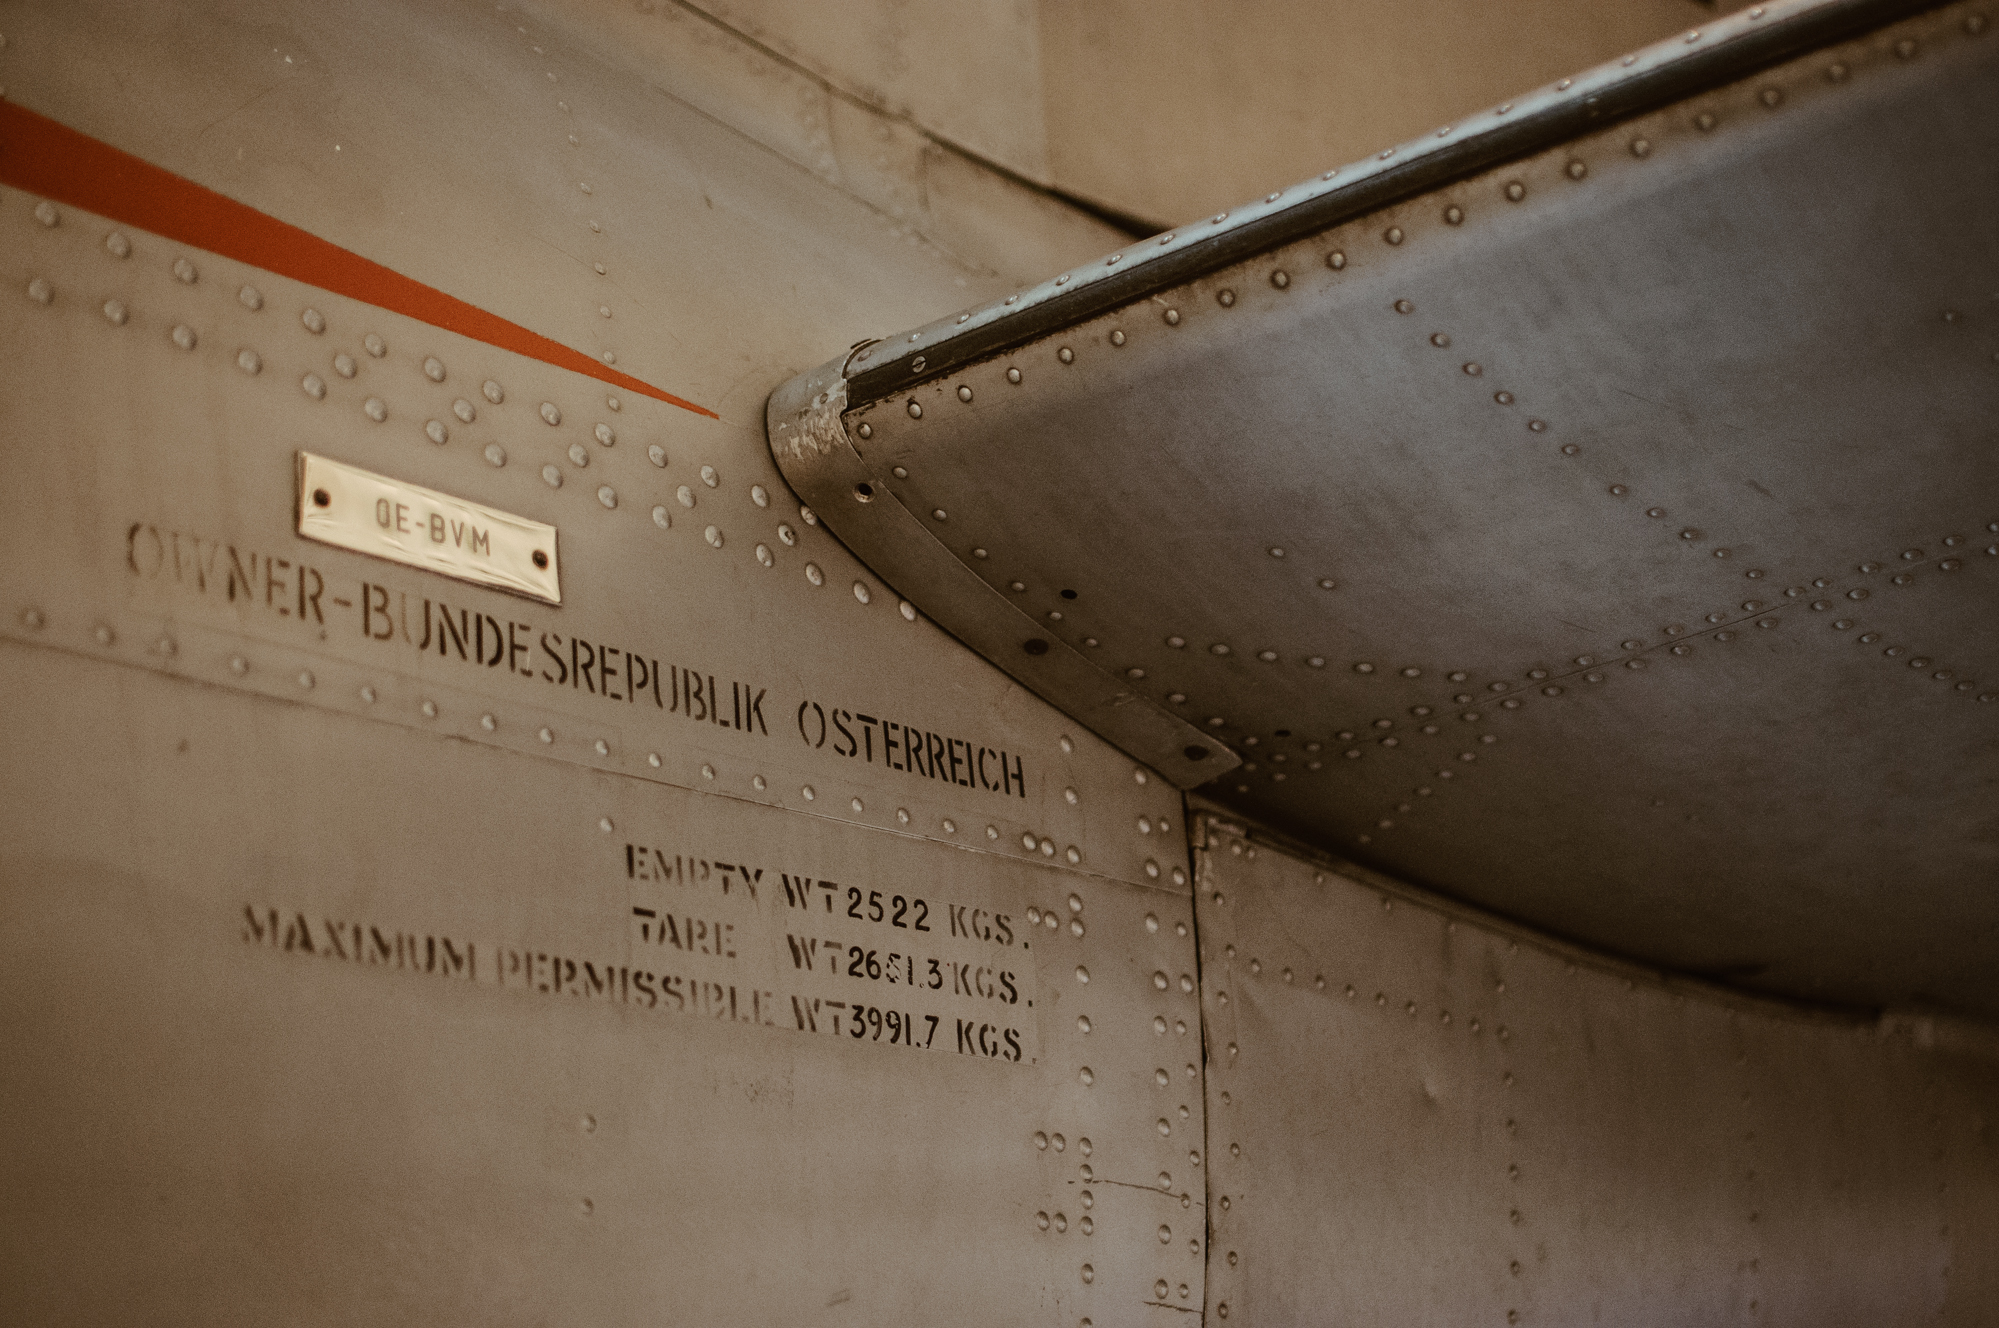 OE-BVM
OWNER-BUNDESREPUBLIK OSTERREICH
EMPTY WT 2522 KGS.
TARE WT 2651.3 KGS.
MAXIMUM PERMISSIBLE WT 3991.7 KGS.